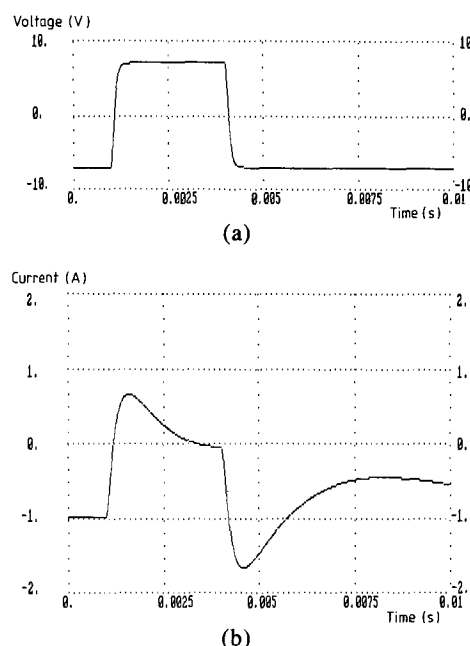 Voltage (V)
10. 10.
0. 0.
-10. -10.
0. 0.0025 0.005 0.0075 0.01
Time (s)
(a)
Current (A)
2. 2.
1. 1.
0. 0.
-1. -1.
-2. -2.
0. 0.0025 0.005 0.0075 0.01
Time (s)
(b)